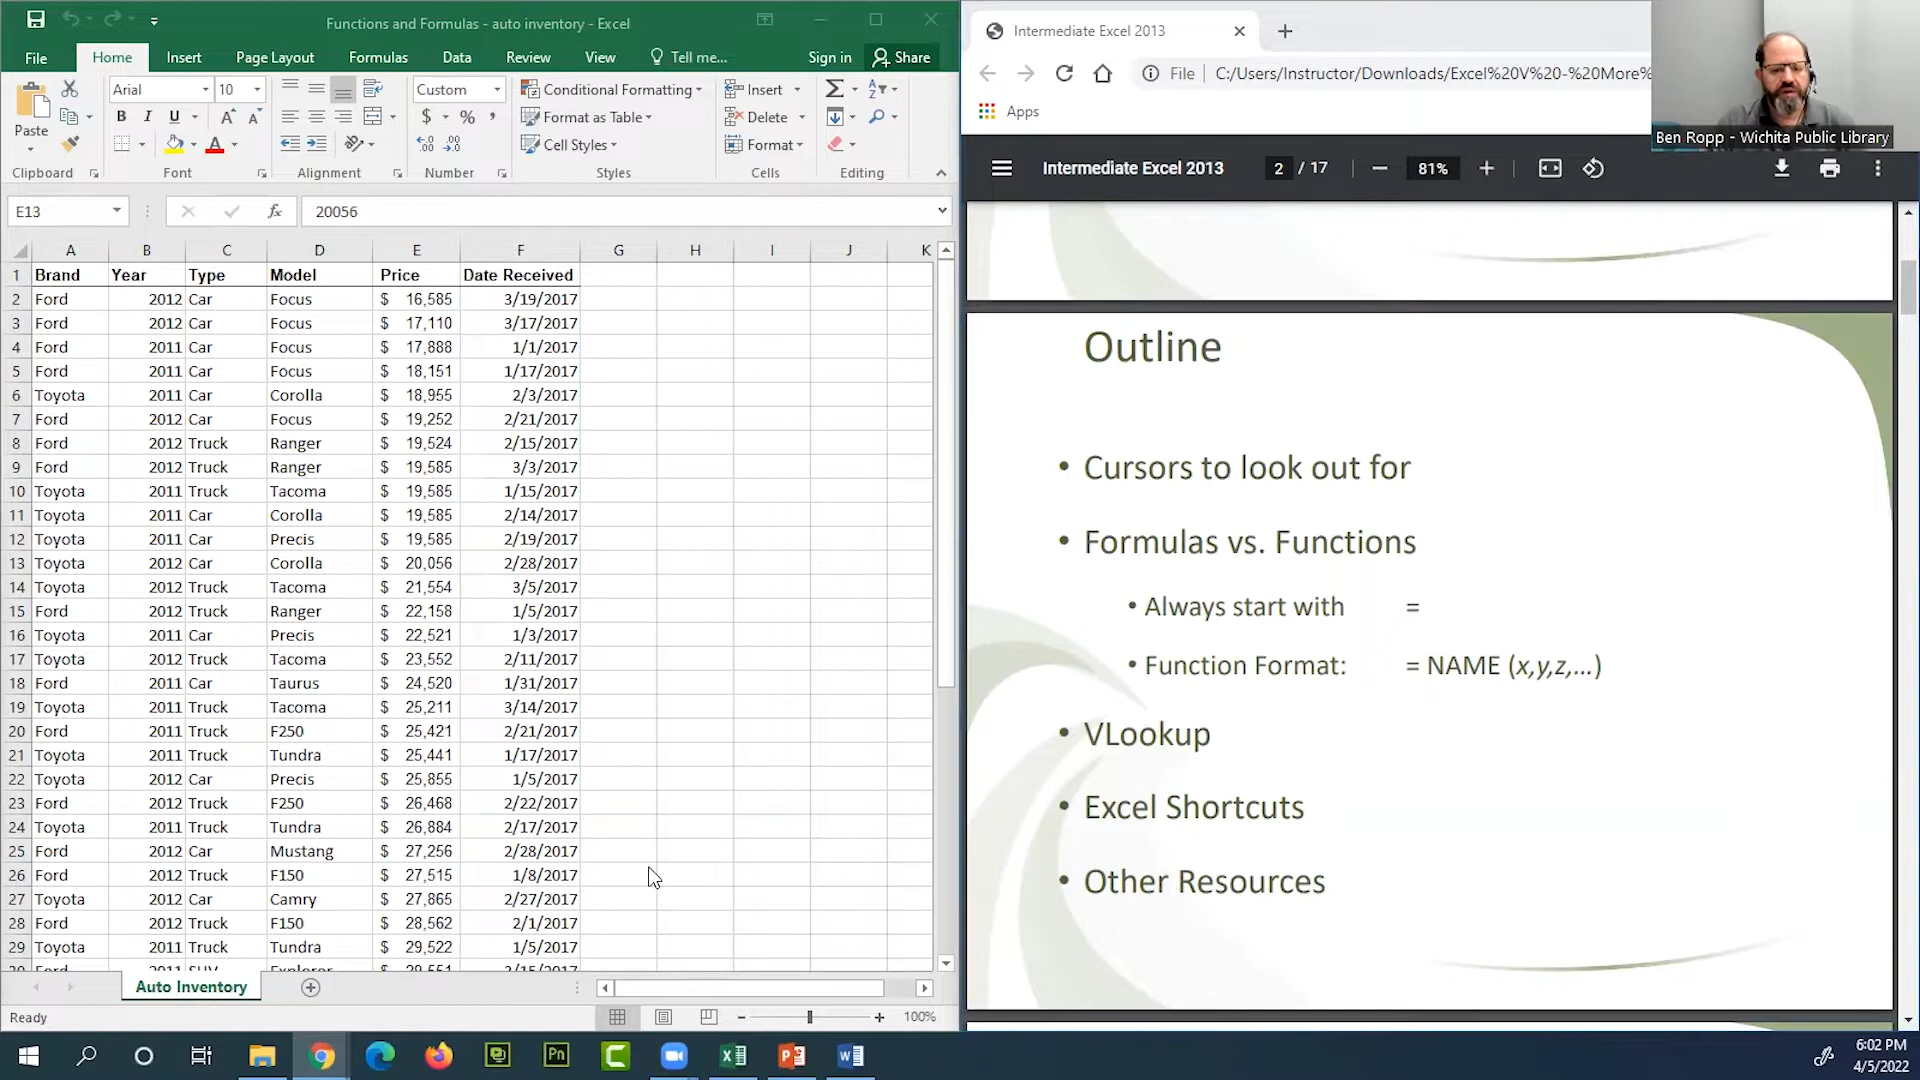 Functions and Formulas - auto inventory - Excel
File Home Insert Page Layout Formulas Data Review View Tell me... Sign in Share
Paste
Arial 10
B I U
A A
A
Custom
$ % ,
Conditional Formatting
Format as Table
Cell Styles
Insert
Delete
Format
Clipboard Font Alignment Number Styles Cells Editing
E13 fx 20056
A B C D E F G H I J K
1 Brand Year Type Model Price Date Received
2 Ford 2012 Car Focus $ 16,585 3/19/2017
3 Ford 2012 Car Focus $ 17,110 3/17/2017
4 Ford 2011 Car Focus $ 17,888 1/1/2017
5 Ford 2011 Car Focus $ 18,151 1/17/2017
6 Toyota 2011 Car Corolla $ 18,955 2/3/2017
7 Ford 2012 Car Focus $ 19,252 2/21/2017
8 Ford 2012 Truck Ranger $ 19,524 2/15/2017
9 Ford 2012 Truck Ranger $ 19,585 3/3/2017
10 Toyota 2011 Truck Tacoma $ 19,585 1/15/2017
11 Toyota 2011 Car Corolla $ 19,585 2/14/2017
12 Toyota 2011 Car Precis $ 19,585 2/19/2017
13 Toyota 2012 Car Corolla $ 20,056 2/28/2017
14 Toyota 2012 Truck Tacoma $ 21,554 3/5/2017
15 Ford 2012 Truck Ranger $ 22,158 1/5/2017
16 Toyota 2011 Car Precis $ 22,521 1/3/2017
17 Toyota 2012 Truck Tacoma $ 23,552 2/11/2017
18 Ford 2011 Car Taurus $ 24,520 1/31/2017
19 Toyota 2011 Truck Tacoma $ 25,211 3/14/2017
20 Ford 2011 Truck F250 $ 25,421 2/21/2017
21 Toyota 2011 Truck Tundra $ 25,441 1/17/2017
22 Toyota 2012 Car Precis $ 25,855 1/5/2017
23 Ford 2012 Truck F250 $ 26,468 2/22/2017
24 Toyota 2011 Truck Tundra $ 26,884 2/17/2017
25 Ford 2012 Car Mustang $ 27,256 2/28/2017
26 Ford 2012 Truck F150 $ 27,515 1/8/2017
27 Toyota 2012 Car Camry $ 27,865 2/27/2017
28 Ford 2012 Truck F150 $ 28,562 2/1/2017
29 Toyota 2011 Truck Tundra $ 29,522 1/5/2017
Auto Inventory
Ready 100%
Intermediate Excel 2013
File C:/Users/Instructor/Downloads/Excel%20V%20-%20More%
Apps
Ben Ropp - Wichita Public Library
Intermediate Excel 2013 2 / 17 81%
Outline
• Cursors to look out for
• Formulas vs. Functions
• Always start with =
• Function Format: = NAME (x,y,z,...)
• VLookup
• Excel Shortcuts
• Other Resources
6:02 PM
4/5/2022